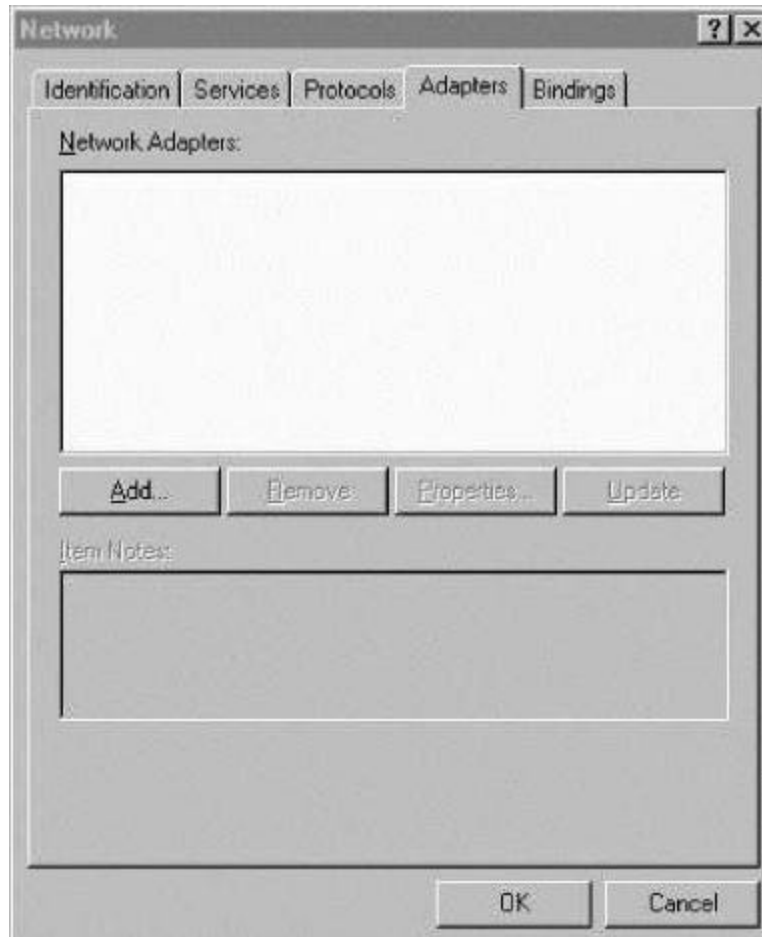 Network
Identification Services Protocols Adapters Bindings
Network Adapters:
Add... Remove Properties... Update
Item Notes:
OK Cancel